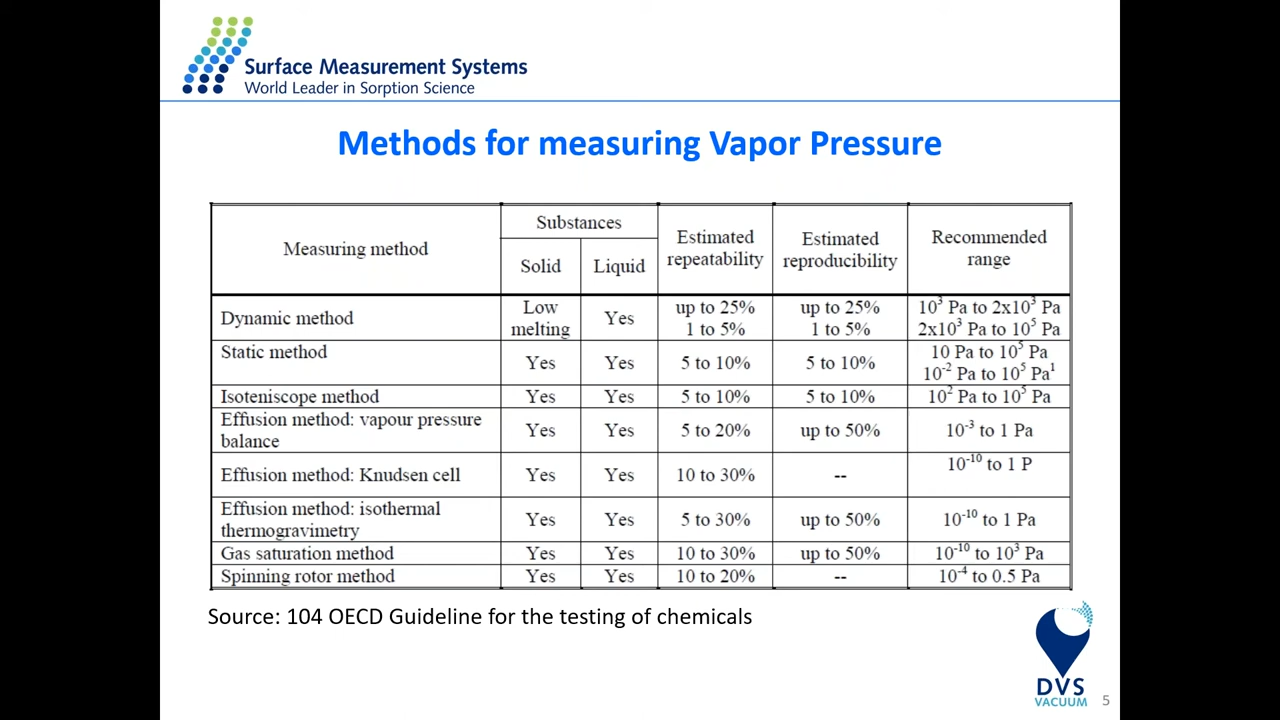 Surface Measurement Systems
World Leader in Sorption Science
Methods for measuring Vapor Pressure
Measuring method
Substances
Solid
Liquid
Estimated
repeatability
Estimated
reproducibility
Recommended
range
Dynamic method
Low
melting
Yes
up to 25%
1 to 5%
up to 25%
1 to 5%
10³ Pa to 2x10³ Pa
2x10³ Pa to 10⁵ Pa
Static method
Yes
Yes
5 to 10%
5 to 10%
10 Pa to 10⁵ Pa
10⁻² Pa to 10⁵ Pa¹
Isoteniscope method
Yes
Yes
5 to 10%
5 to 10%
10² Pa to 10⁵ Pa
Effusion method: vapour pressure
balance
Yes
Yes
5 to 20%
up to 50%
10⁻³ to 1 Pa
Effusion method: Knudsen cell
Yes
Yes
10 to 30%
--
10⁻¹⁰ to 1 P
Effusion method: isothermal
thermogravimetry
Yes
Yes
5 to 30%
up to 50%
10⁻¹⁰ to 1 Pa
Gas saturation method
Yes
Yes
10 to 30%
up to 50%
10⁻¹⁰ to 10³ Pa
Spinning rotor method
Yes
Yes
10 to 20%
--
10⁻⁴ to 0.5 Pa
Source: 104 OECD Guideline for the testing of chemicals
DVS
VACUUM
5